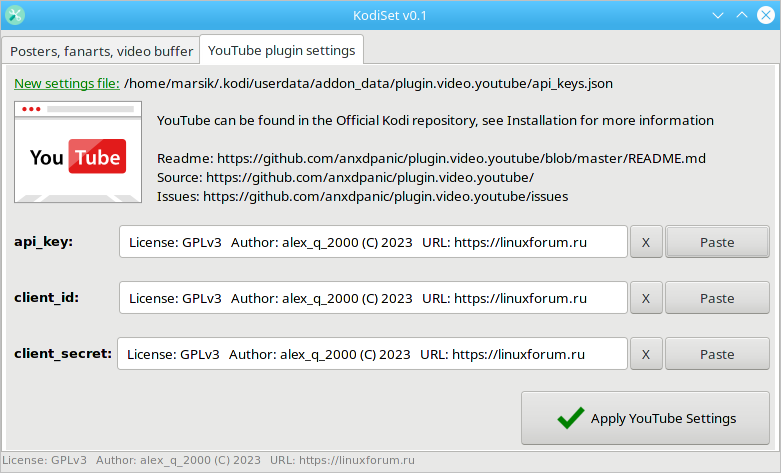 KodiSet v0.1
Posters, fanarts, video buffer
YouTube plugin settings
New settings file: /home/marsik/.kodi/userdata/addon_data/plugin.video.youtube/api_keys.json
YouTube
YouTube can be found in the Official Kodi repository, see Installation for more information
Readme: https://github.com/anxdpanic/plugin.video.youtube/blob/master/README.md
Source: https://github.com/anxdpanic/plugin.video.youtube/
Issues: https://github.com/anxdpanic/plugin.video.youtube/issues
api_key: License: GPLv3 Author: alex_q_2000 (C) 2023 URL: https://linuxforum.ru X Paste
client_id: License: GPLv3 Author: alex_q_2000 (C) 2023 URL: https://linuxforum.ru X Paste
client_secret: License: GPLv3 Author: alex_q_2000 (C) 2023 URL: https://linuxforum.ru X Paste
Apply YouTube Settings
License: GPLv3 Author: alex_q_2000 (C) 2023 URL: https://linuxforum.ru